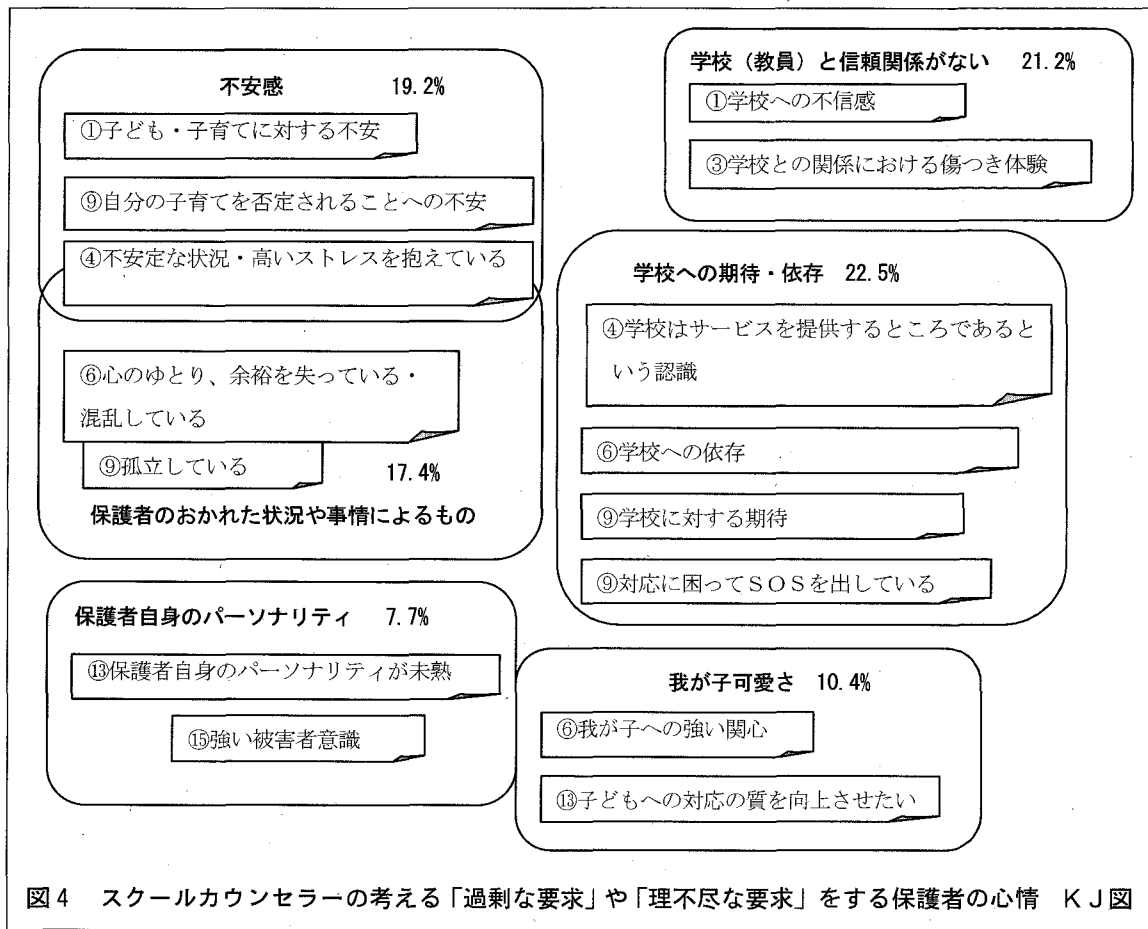 不安感 19.2%
①子ども・子育てに対する不安
⑨自分の子育てを否定されることへの不安
④不安定な状況・高いストレスを抱えている
⑥心のゆとり、余裕を失っている・
混乱している
⑨孤立している
17.4%
保護者のおかれた状況や事情によるもの
学校（教員）と信頼関係がない 21.2%
①学校への不信感
③学校との関係における傷つき体験
学校への期待・依存 22.5%
④学校はサービスを提供するところであると
いう認識
⑥学校への依存
⑨学校に対する期待
⑨対応に困ってSOSを出している
保護者自身のパーソナリティ 7.7%
⑬保護者自身のパーソナリティが未熟
⑮強い被害者意識
我が子可愛さ 10.4%
⑥我が子への強い関心
⑬子どもへの対応の質を向上させたい
図4 スクールカウンセラーの考える「過剰な要求」や「理不尽な要求」をする保護者の心情 KJ図